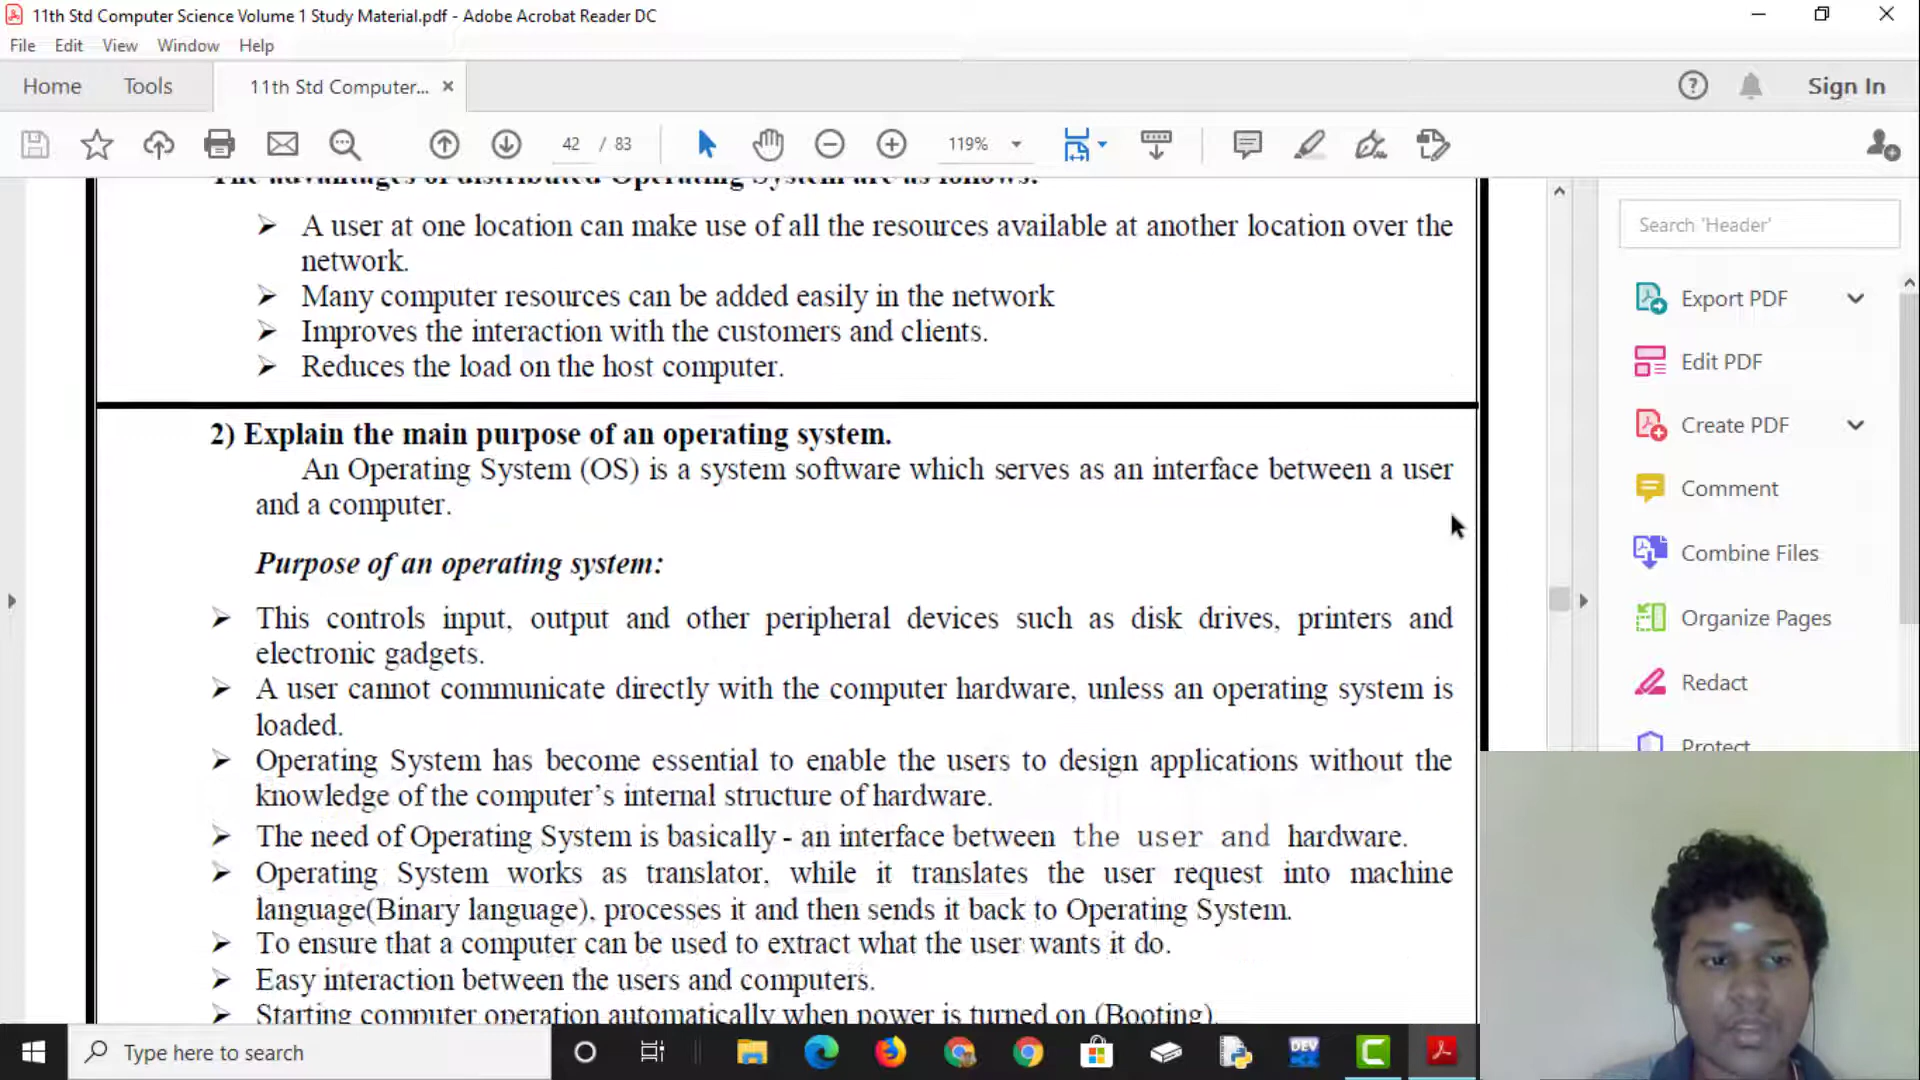 11th Std Computer Science Volume 1 Study Material.pdf - Adobe Acrobat Reader DC
File Edit View Window Help
Home Tools 11th Std Computer... × Sign In
42 / 83 119%
The advantages of distributed Operating System are as follows:
➢ A user at one location can make use of all the resources available at another location over the
network.
➢ Many computer resources can be added easily in the network
➢ Improves the interaction with the customers and clients.
➢ Reduces the load on the host computer.
2) Explain the main purpose of an operating system.
An Operating System (OS) is a system software which serves as an interface between a user
and a computer.
Purpose of an operating system:
➢ This controls input, output and other peripheral devices such as disk drives, printers and
electronic gadgets.
➢ A user cannot communicate directly with the computer hardware, unless an operating system is
loaded.
➢ Operating System has become essential to enable the users to design applications without the
knowledge of the computer's internal structure of hardware.
➢ The need of Operating System is basically - an interface between the user and hardware.
➢ Operating System works as translator, while it translates the user request into machine
language(Binary language), processes it and then sends it back to Operating System.
➢ To ensure that a computer can be used to extract what the user wants it do.
➢ Easy interaction between the users and computers.
➢ Starting computer operation automatically when power is turned on (Booting).
Search 'Header'
Export PDF
Edit PDF
Create PDF
Comment
Combine Files
Organize Pages
Redact
Protect
Type here to search
DEV